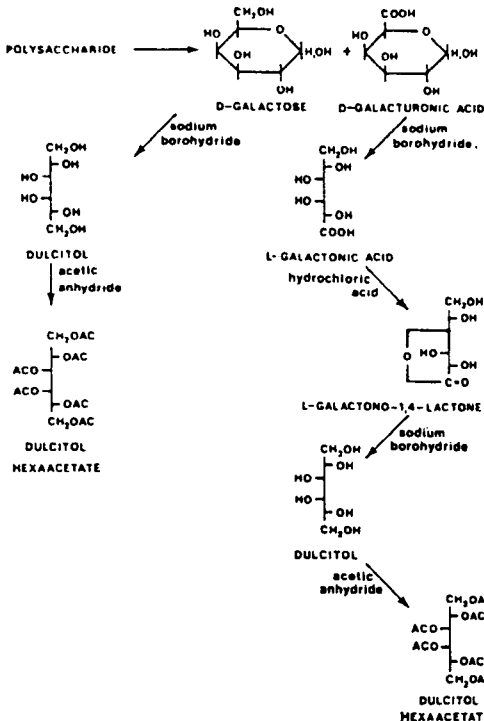 CH₂OH
HO
O
OH
H,OH
OH
COOH
HO
O
OH
H,OH
OH
POLYSACCHARIDE
+
D-GALACTOSE
D-GALACTURONIC ACID
sodium
borohydride
sodium
borohydride.
CH₂OH
OH
HO
HO
OH
CH₂OH
DULCITOL
CH₂OH
OH
HO
HO
OH
COOH
L-GALACTONIC ACID
acetic
anhydride
hydrochloric
acid
CH₂OAC
OAC
ACO
ACO
OAC
CH₂OAC
DULCITOL
HEXAACETATE
CH₂OH
OH
O
HO
OH
C=O
L-GALACTONO-1,4-LACTONE
sodium
borohydride
CH₂OH
OH
HO
HO
OH
CH₂OH
DULCITOL
acetic
anhydride
CH₂OA
OAC
ACO
ACO
OAC
CH₂OA
DULCITOL
HEXAACETAT